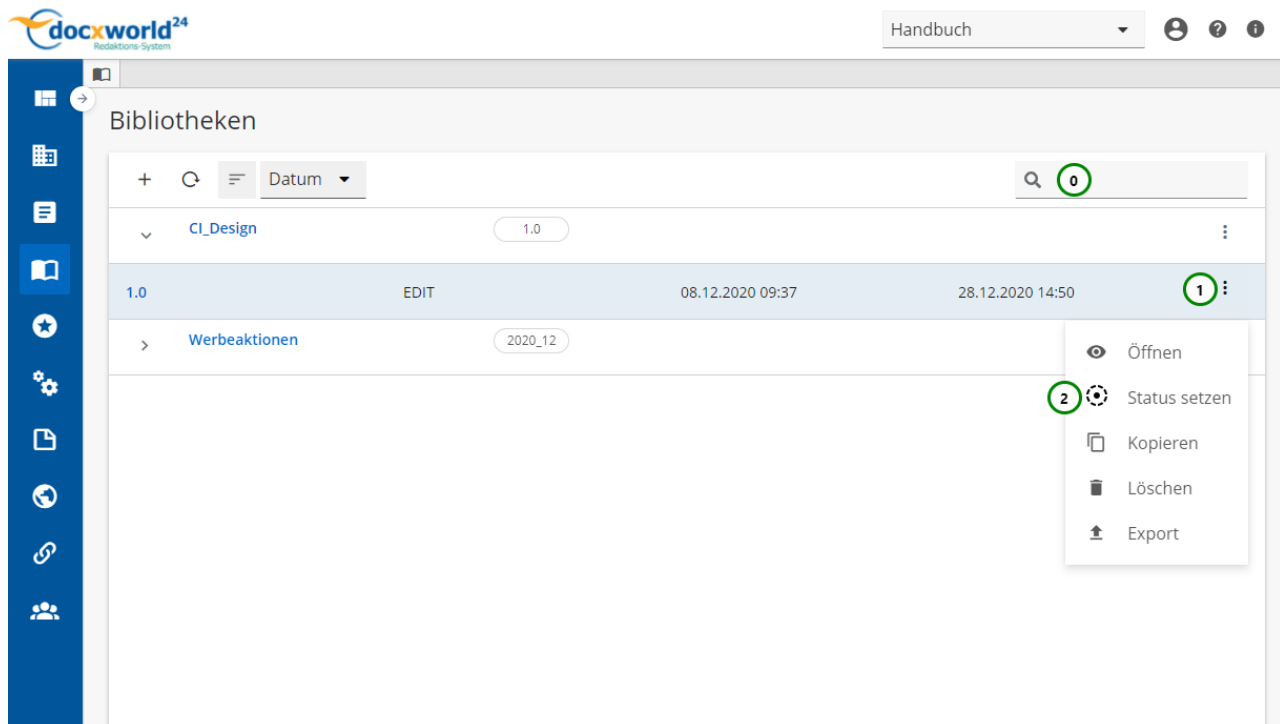 docxworld24
Redaktions-System
Handbuch
Bibliotheken
Datum
0
CI_Design 1.0
1.0 EDIT 08.12.2020 09:37 28.12.2020 14:50 1
Werbeaktionen 2020_12
Öffnen
2 Status setzen
Kopieren
Löschen
Export